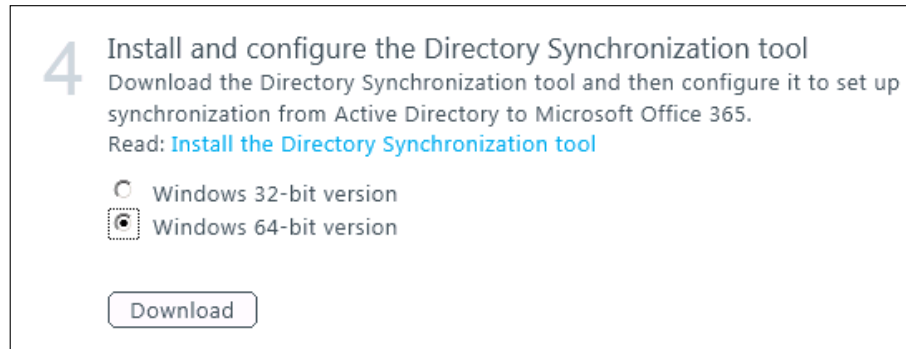 4
Install and configure the Directory Synchronization tool
Download the Directory Synchronization tool and then configure it to set up
synchronization from Active Directory to Microsoft Office 365.
Read: Install the Directory Synchronization tool
Windows 32-bit version
Windows 64-bit version
Download